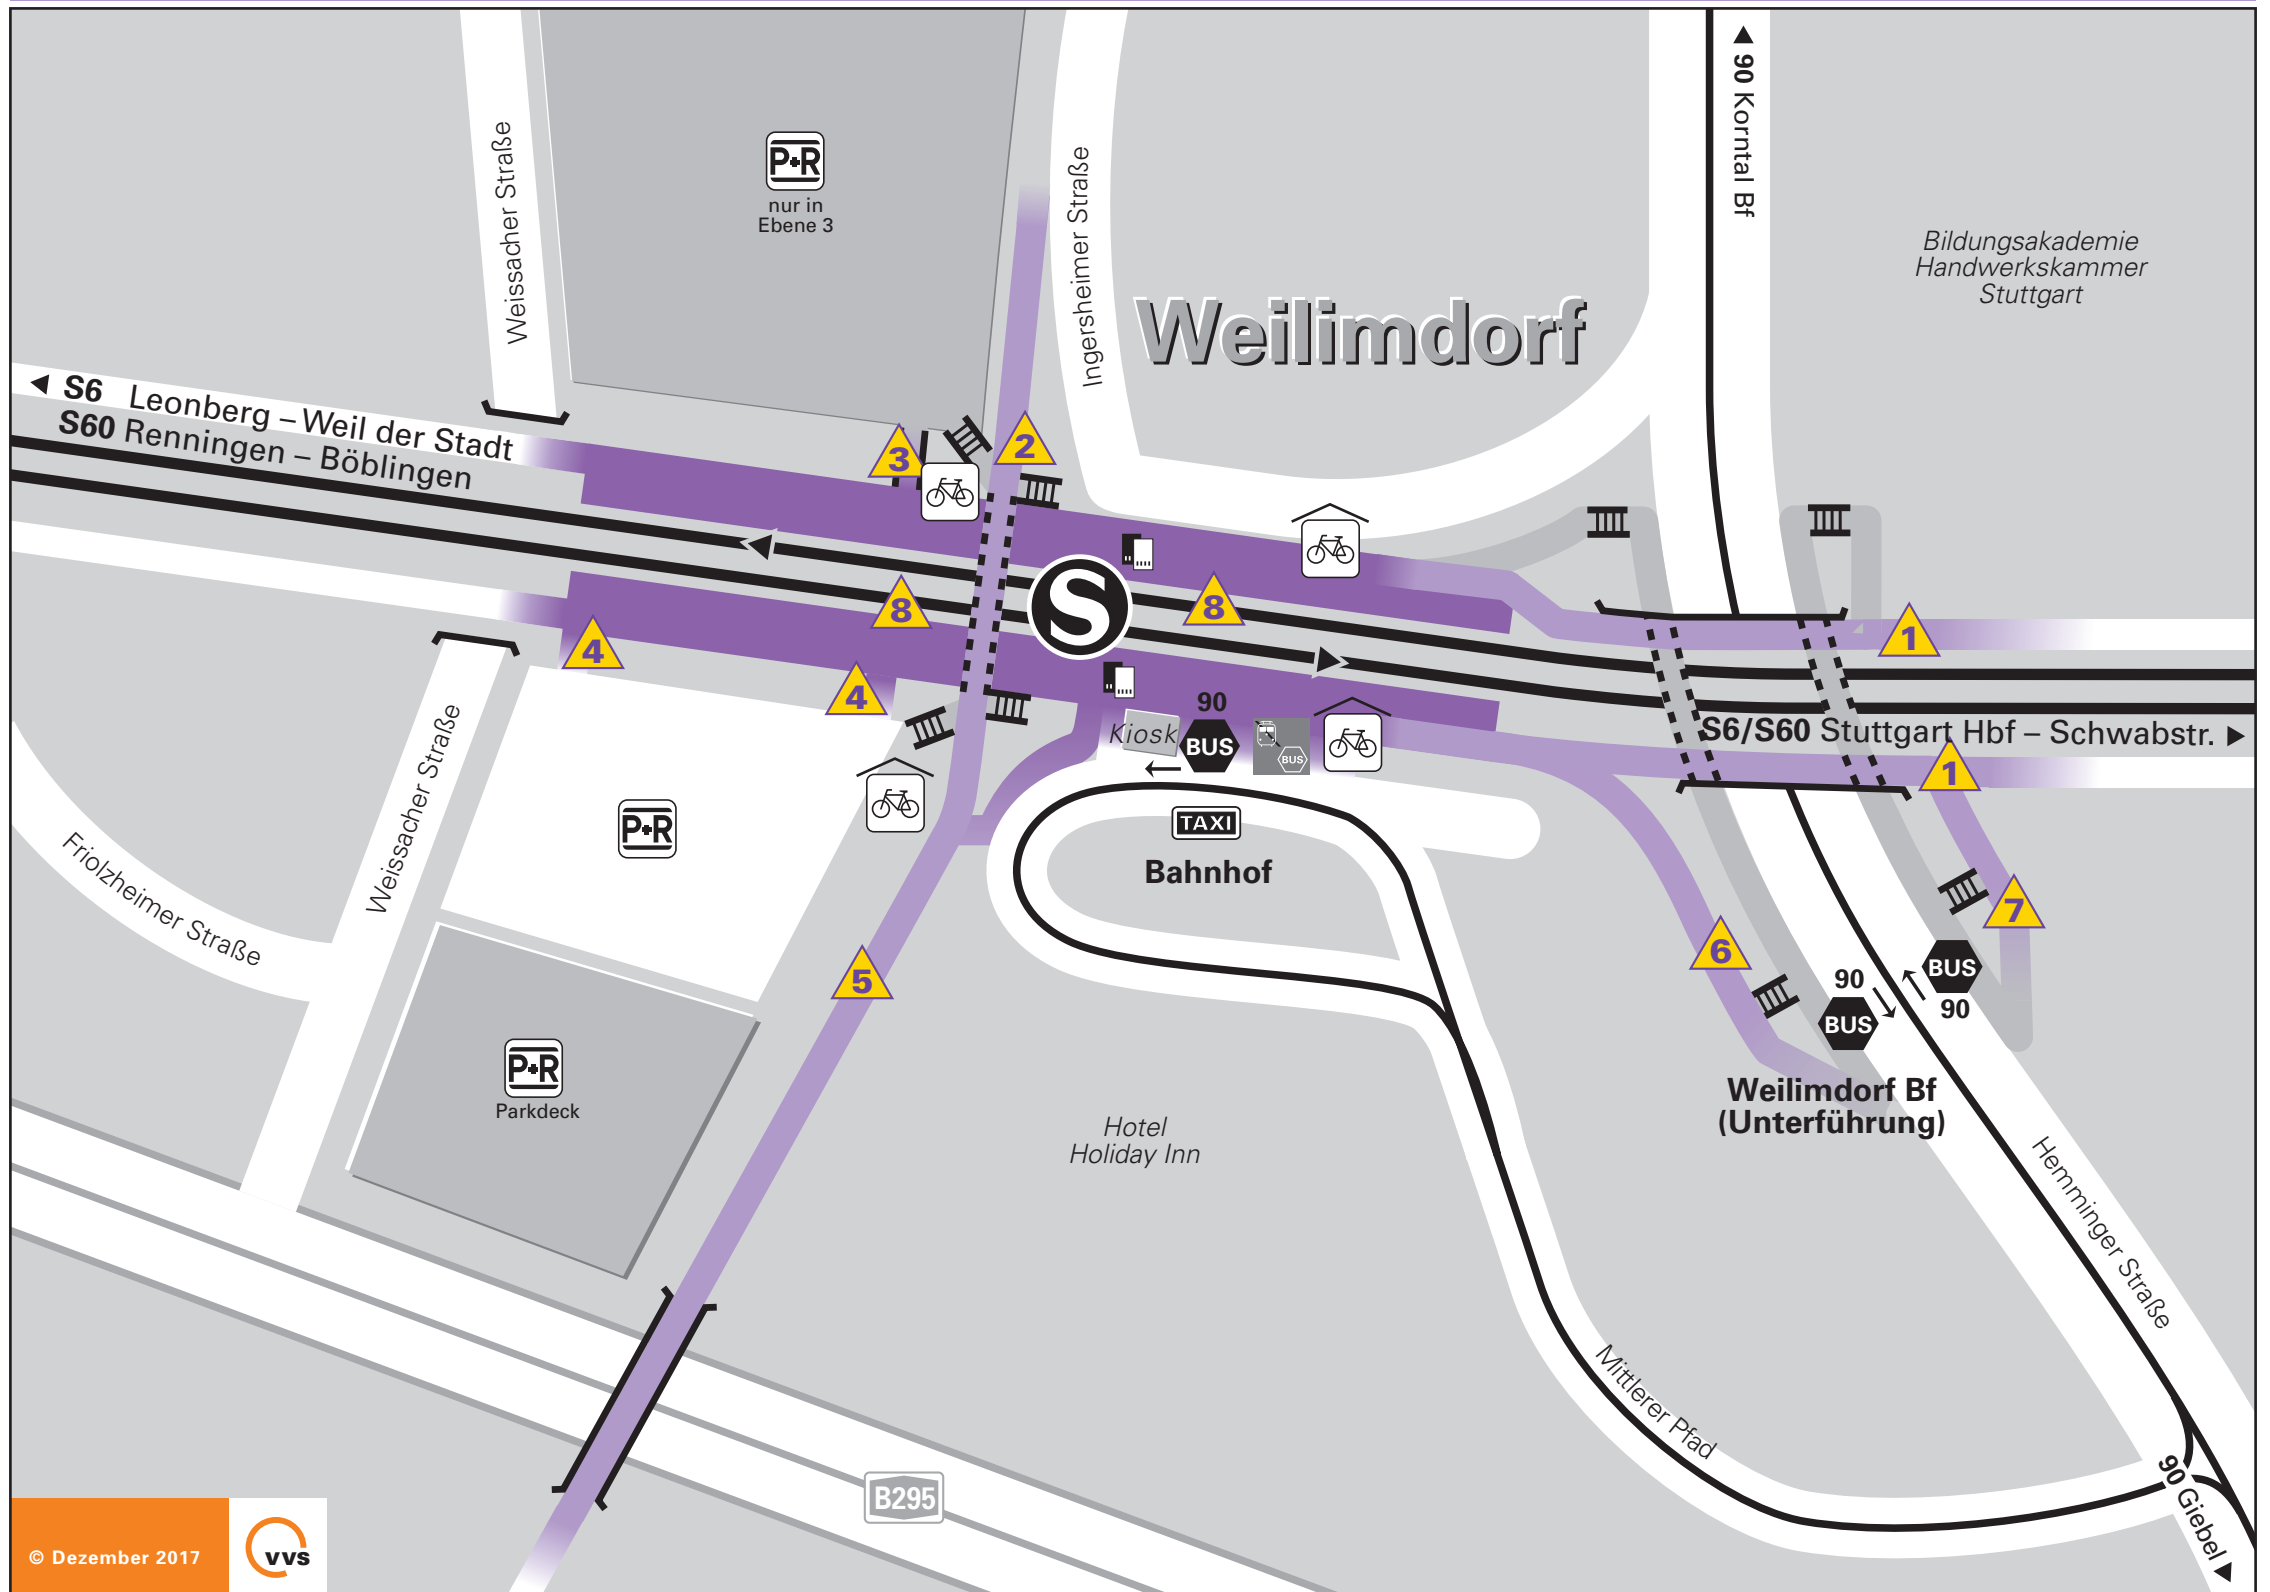 90 Korntal Bf
Weissacher Straße
P+R
nur in
Ebene 3
Ingersheimer Straße
Bildungsakademie
Handwerkskammer
Stuttgart
Weilimdorf
S6 Leonberg – Weil der Stadt
S60 Renningen – Böblingen
3
2
8
S
8
1
4
4
90
Kiosk
BUS
BUS
S6/S60 Stuttgart Hbf – Schwabstr.
1
Weissacher Straße
P+R
TAXI
Bahnhof
Friolzheimer Straße
5
6
7
90
BUS
BUS
90
P+R
Parkdeck
Weilimdorf Bf
(Unterführung)
Hotel
Holiday Inn
Hemminger Straße
Mittlerer Pfad
B295
90 Giebel
© Dezember 2017
vvs